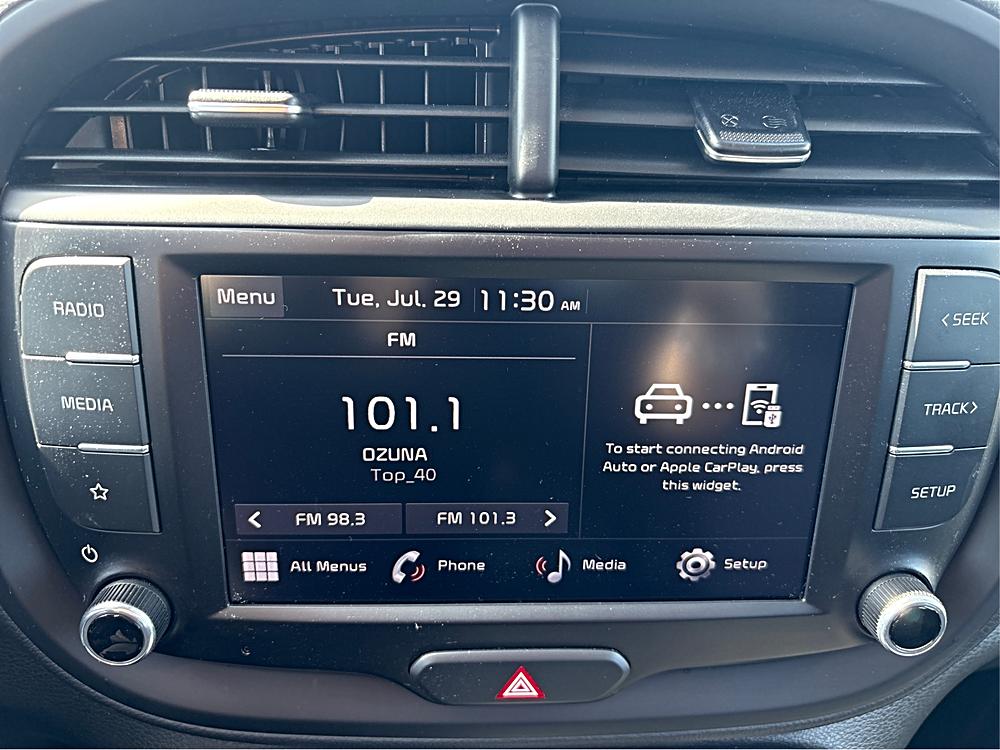 Menu
Tue, Jul. 29 11:30 AM
RADIO
MEDIA
FM
101.1
OZUNA
Top_40
< FM 98.3
FM 101.3 >
To start connecting Android
Auto or Apple CarPlay, press
this widget.
All Menus
Phone
Media
Setup
< SEEK
TRACK >
SETUP